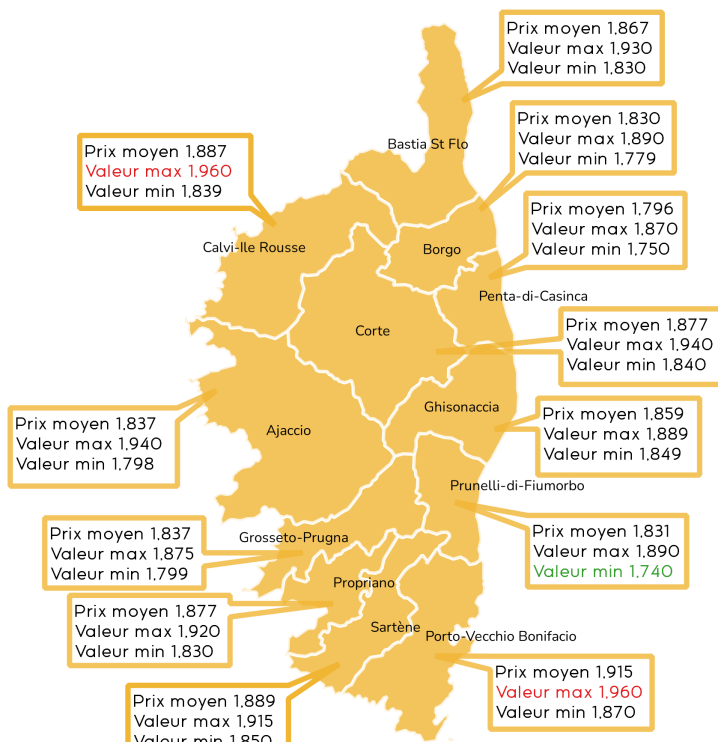 Prix moyen 1,867
Valeur max 1,930
Valeur min 1,830
Bastia St Flo
Prix moyen 1,830
Valeur max 1,890
Valeur min 1,779
Prix moyen 1,887
Valeur max 1,960
Valeur min 1,839
Prix moyen 1,796
Valeur max 1,870
Valeur min 1,750
Calvi-Ile Rousse
Borgo
Penta-di-Casinca
Corte
Prix moyen 1,877
Valeur max 1,940
Valeur min 1,840
Ghisonaccia
Prix moyen 1,859
Valeur max 1,889
Valeur min 1,849
Prix moyen 1,837
Valeur max 1,940
Valeur min 1,798
Ajaccio
Prunelli-di-Fiumorbo
Prix moyen 1,831
Valeur max 1,890
Valeur min 1,740
Grosseto-Prugna
Prix moyen 1,837
Valeur max 1,875
Valeur min 1,799
Propriano
Prix moyen 1,877
Valeur max 1,920
Valeur min 1,830
Sartène
Porto-Vecchio Bonifacio
Prix moyen 1,915
Valeur max 1,960
Valeur min 1,870
Prix moyen 1,889
Valeur max 1,915
Valeur min 1,850